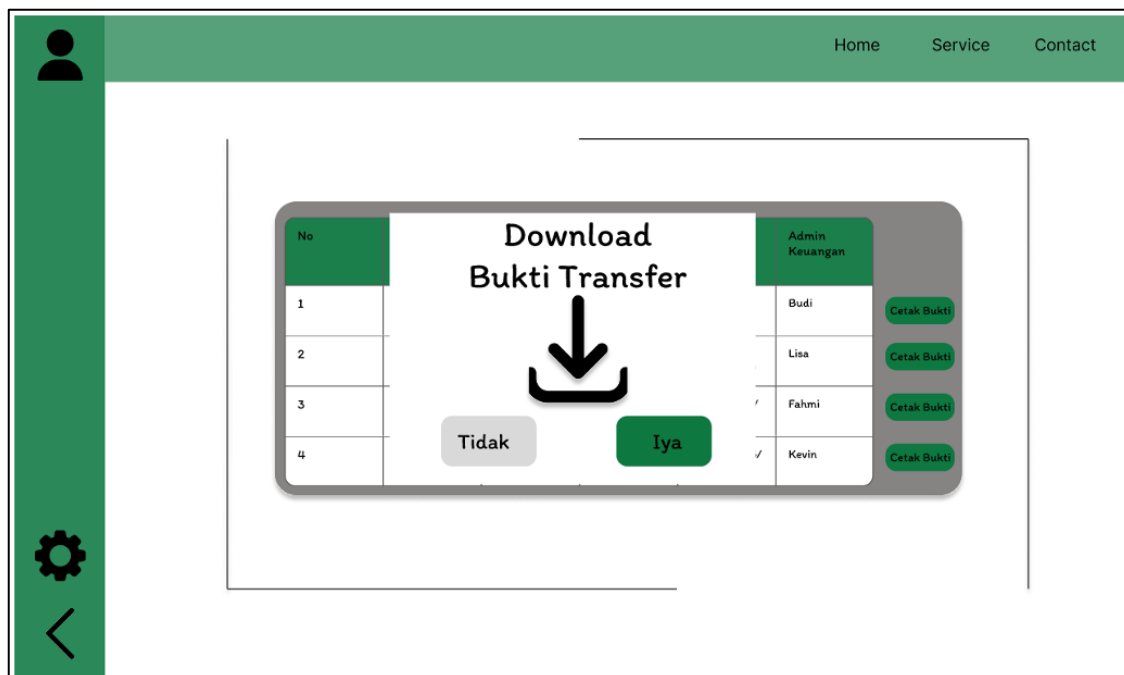 Home Service Contact
No
Download
Bukti Transfer
Admin
Keuangan
1 Budi Cetak Bukti
2 Lisa Cetak Bukti
3 Fahmi Cetak Bukti
4 Kevin Cetak Bukti
Tidak Iya